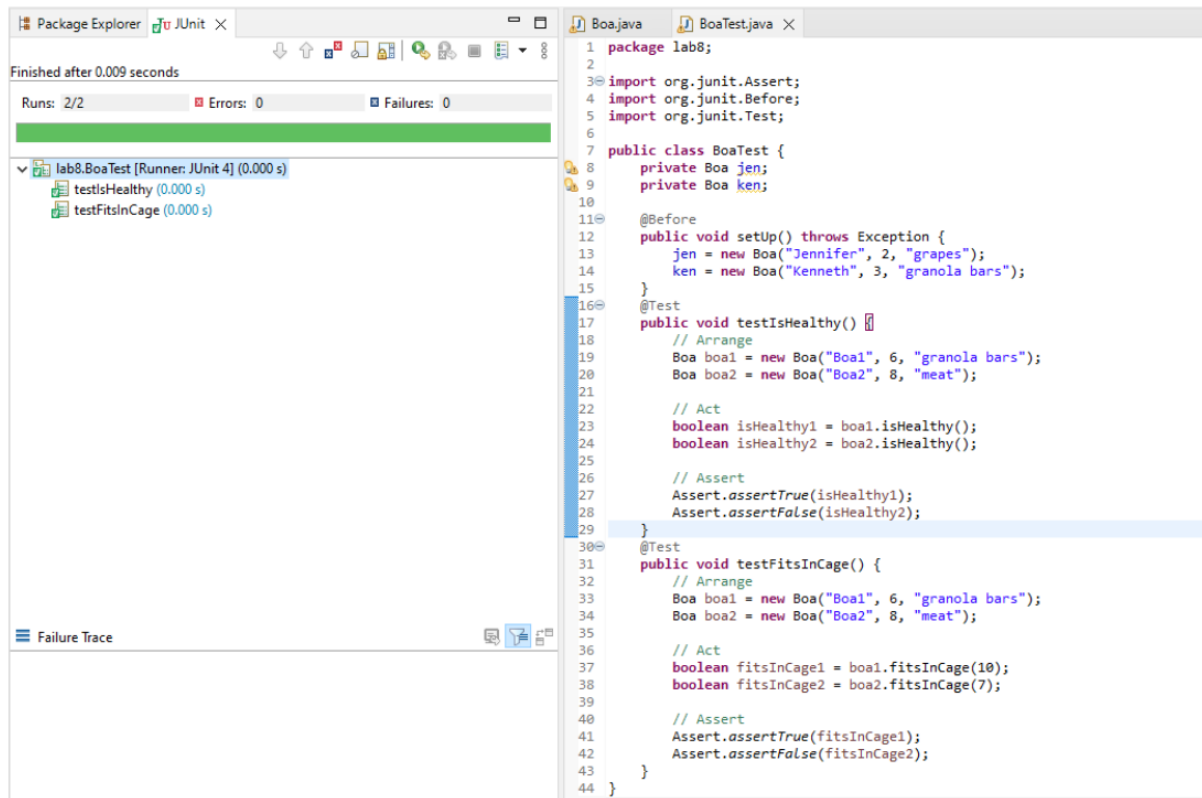 Package Explorer JUnit
Finished after 0.009 seconds
Runs: 2/2 Errors: 0 Failures: 0
lab8.BoaTest [Runner: JUnit 4] (0.000 s)
testIsHealthy (0.000 s)
testFitsInCage (0.000 s)
Failure Trace
Boa.java BoaTest.java
1 package lab8;
2
3 import org.junit.Assert;
4 import org.junit.Before;
5 import org.junit.Test;
6
7 public class BoaTest {
8 private Boa jen;
9 private Boa ken;
10
11 @Before
12 public void setUp() throws Exception {
13 jen = new Boa("Jennifer", 2, "grapes");
14 ken = new Boa("Kenneth", 3, "granola bars");
15 }
16 @Test
17 public void testIsHealthy() {
18 // Arrange
19 Boa boa1 = new Boa("Boa1", 6, "granola bars");
20 Boa boa2 = new Boa("Boa2", 8, "meat");
21
22 // Act
23 boolean isHealthy1 = boa1.isHealthy();
24 boolean isHealthy2 = boa2.isHealthy();
25
26 // Assert
27 Assert.assertTrue(isHealthy1);
28 Assert.assertFalse(isHealthy2);
29 }
30 @Test
31 public void testFitsInCage() {
32 // Arrange
33 Boa boa1 = new Boa("Boa1", 6, "granola bars");
34 Boa boa2 = new Boa("Boa2", 8, "meat");
35
36 // Act
37 boolean fitsInCage1 = boa1.fitsInCage(10);
38 boolean fitsInCage2 = boa2.fitsInCage(7);
39
40 // Assert
41 Assert.assertTrue(fitsInCage1);
42 Assert.assertFalse(fitsInCage2);
43 }
44 }